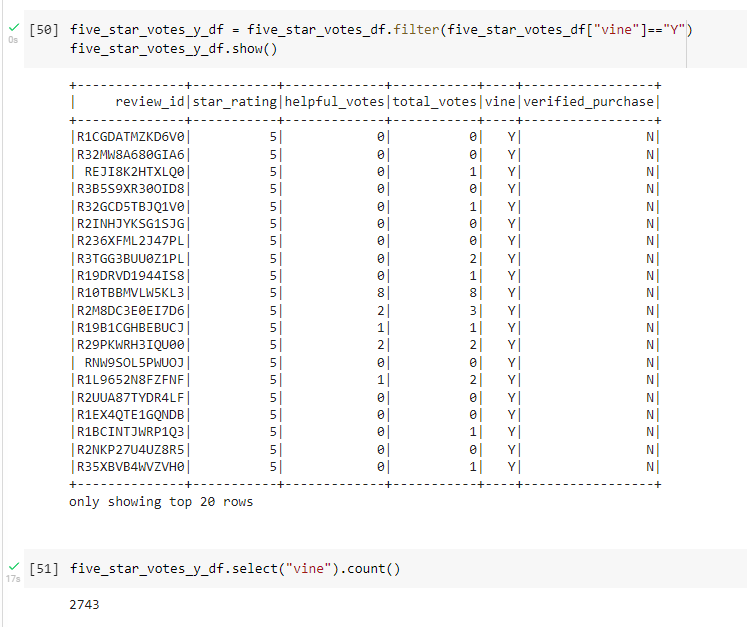 [50] five_star_votes_y_df = five_star_votes_df.filter(five_star_votes_df["vine"]=="Y")
0s
five_star_votes_y_df.show()
+--------------+-----------+-------------+-----------+----+-----------------+
|     review_id|star_rating|helpful_votes|total_votes|vine|verified_purchase|
+--------------+-----------+-------------+-----------+----+-----------------+
|R1CGDATMZKD6V0|          5|            0|          0|   Y|                N|
|R32MW8A680GIA6|          5|            0|          0|   Y|                N|
| REJI8K2HTXLQ0|          5|            0|          1|   Y|                N|
|R3B5S9XR30OID8|          5|            0|          0|   Y|                N|
|R32GCD5TBJQ1V0|          5|            0|          1|   Y|                N|
|R2INHJYKSG1SJG|          5|            0|          0|   Y|                N|
|R236XFML2J47PL|          5|            0|          0|   Y|                N|
|R3TGG3BUU0Z1PL|          5|            0|          2|   Y|                N|
|R19DRVD1944IS8|          5|            0|          1|   Y|                N|
|R10TBBMVLW5KL3|          5|            8|          8|   Y|                N|
|R2M8DC3E0EI7D6|          5|            2|          3|   Y|                N|
|R19B1CGHBEBUCJ|          5|            1|          1|   Y|                N|
|R29PKWRH3IQU00|          5|            2|          2|   Y|                N|
| RNW9SOL5PWUOJ|          5|            0|          0|   Y|                N|
|R1L9652N8FZFNF|          5|            1|          2|   Y|                N|
|R2UUA87TYDR4LF|          5|            0|          0|   Y|                N|
|R1EX4QTE1GQNDB|          5|            0|          0|   Y|                N|
|R1BCINTJWRP1Q3|          5|            0|          1|   Y|                N|
|R2NKP27U4UZ8R5|          5|            0|          0|   Y|                N|
|R35XBVB4WVZVH0|          5|            0|          1|   Y|                N|
+--------------+-----------+-------------+-----------+----+-----------------+
only showing top 20 rows
[51] five_star_votes_y_df.select("vine").count()
17s
2743